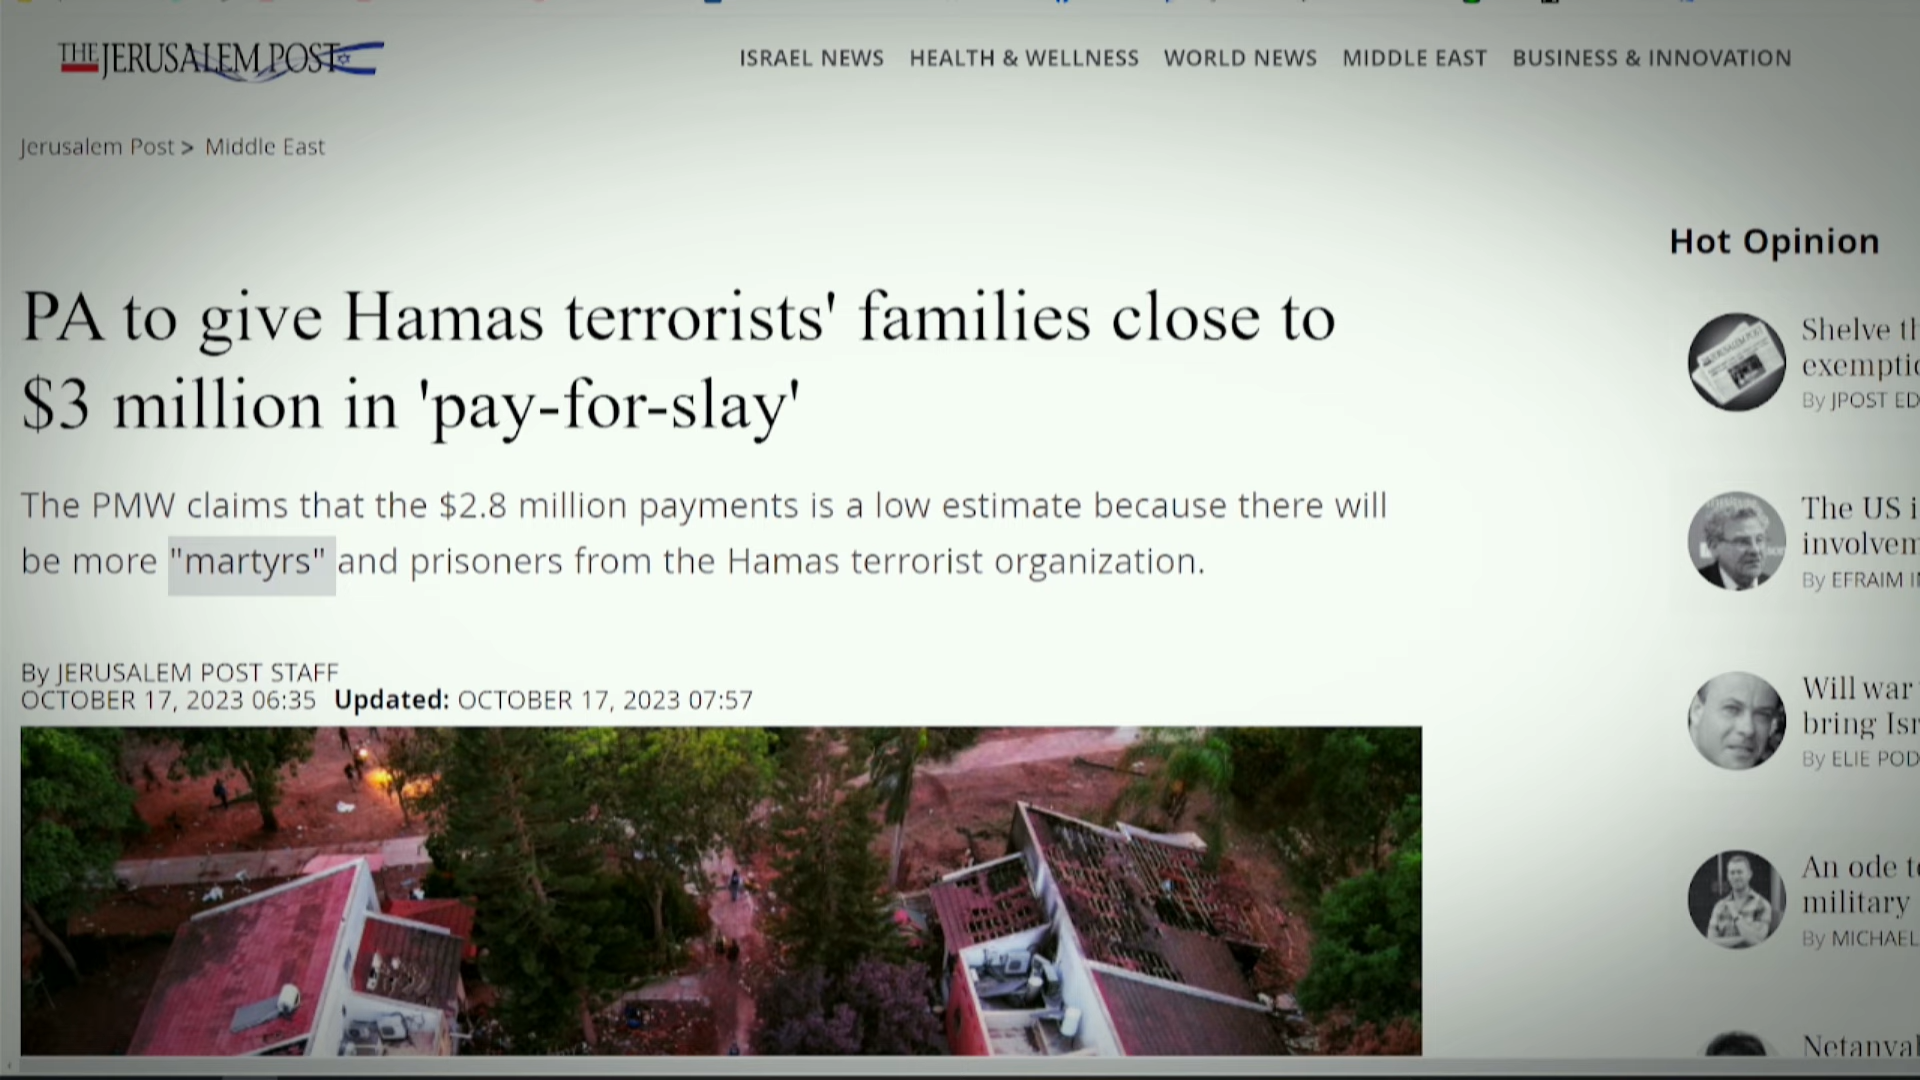 THE JERUSALEM POST
ISRAEL NEWS HEALTH & WELLNESS WORLD NEWS MIDDLE EAST BUSINESS & INNOVATION
Jerusalem Post > Middle East
PA to give Hamas terrorists' families close to
$3 million in 'pay-for-slay'
The PMW claims that the $2.8 million payments is a low estimate because there will
be more "martyrs" and prisoners from the Hamas terrorist organization.
By JERUSALEM POST STAFF
OCTOBER 17, 2023 06:35 Updated: OCTOBER 17, 2023 07:57
Hot Opinion
Shelve
By JPOST
The US
By EFRAIM
Will war
bring
By ELIE
An ode
military
By MICHAEL